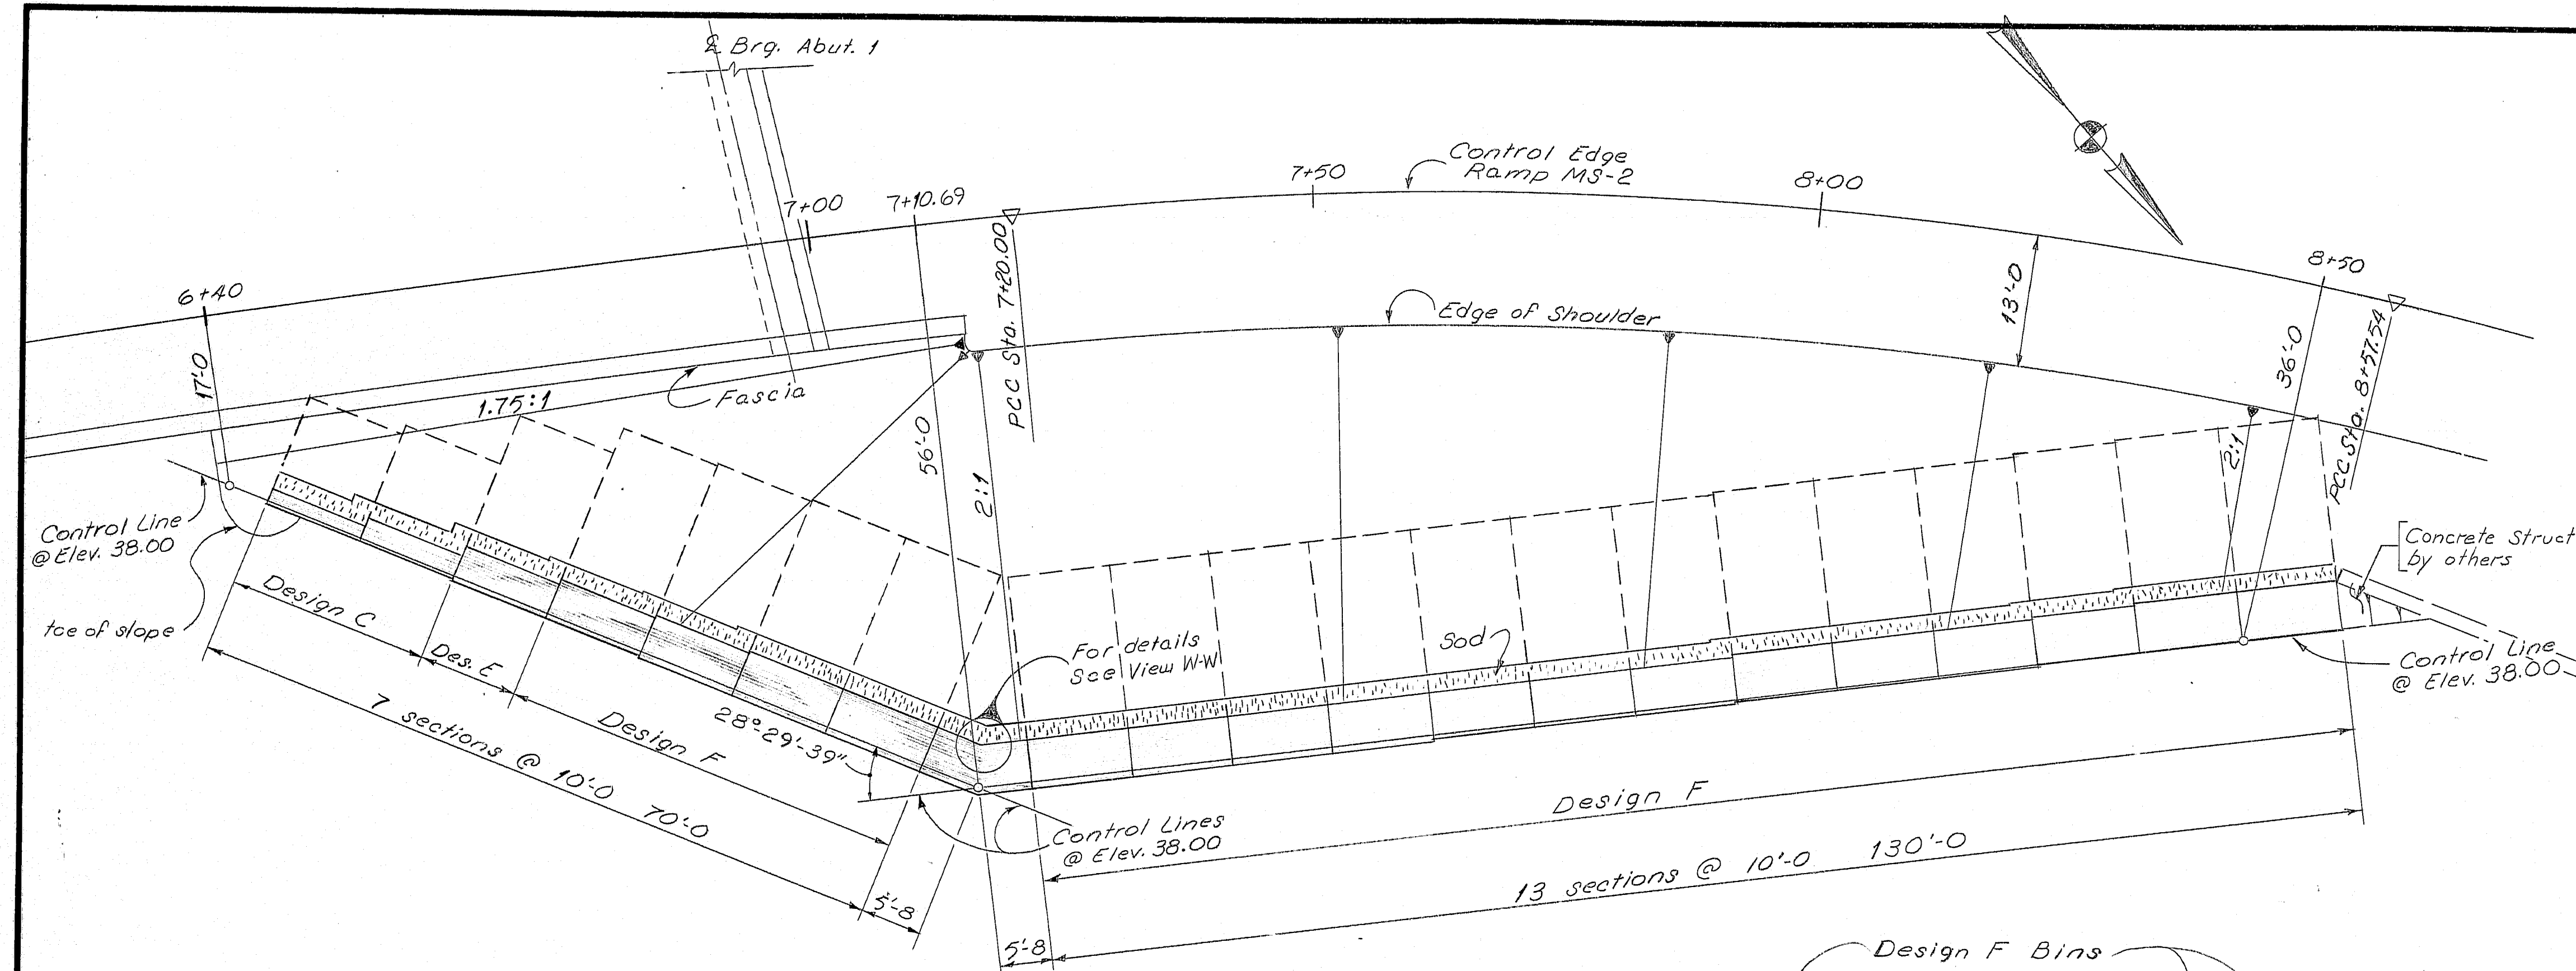 ℄ Brg. Abut. 1
7+00
7+10.69
7+50
Control Edge
Ramp MS-2
8+00
8+50
6+40
17'-0
PCC Sta. 7+20.00
Edge of Shoulder
13'-0
36'-0
PCC Sta. 8+57.54
Fascia
1.75:1
56'-0
2:1
2:1
Control Line
@ Elev. 38.00
toe of slope
Design C
Des. E
Design F
7 sections @ 10'-0 70'-0
28°-29'-39"
5'-8
For details
See View W-W
Sod
Concrete Struct
by others
Control Line
@ Elev. 38.00
Control Lines
@ Elev. 38.00
Design F
13 sections @ 10'-0 130'-0
5'-8
Design F Bins